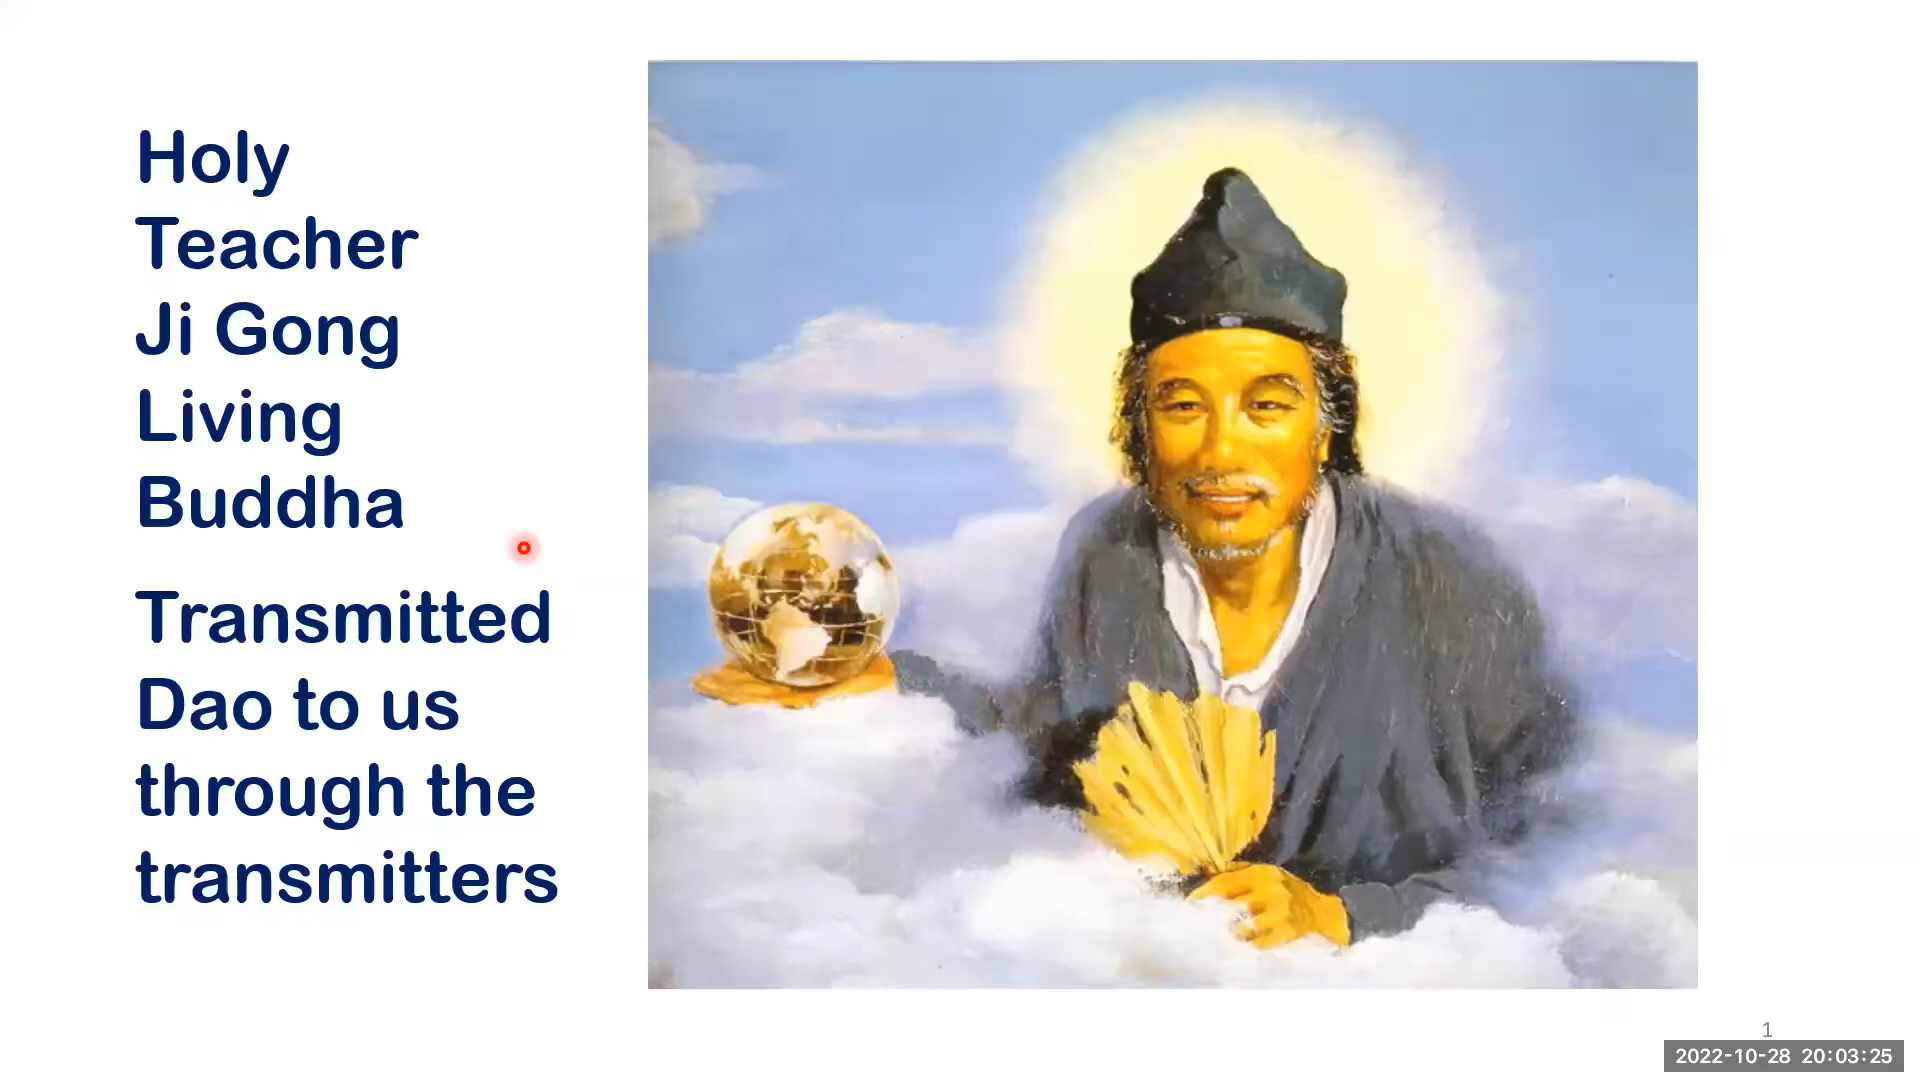 Holy
Teacher
Ji Gong
Living
Buddha
Transmitted
Dao to us
through the
transmitters
1
2022-10-28 20:03:25